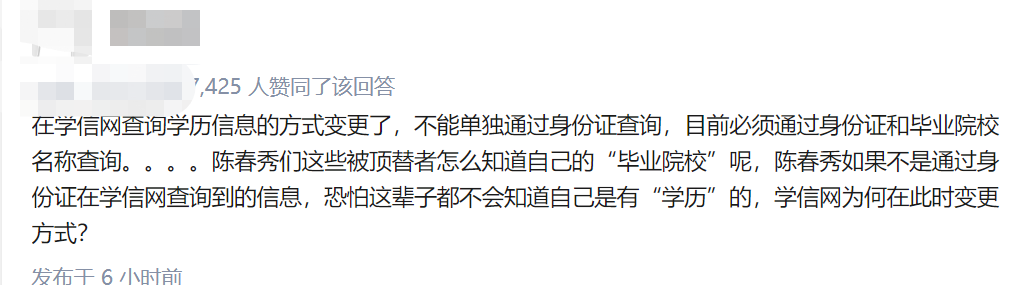 7,425 人赞同了该回答
在学信网查询学历信息的方式变更了，不能单独通过身份证查询，目前必须通过身份证和毕业院校
名称查询。。。。陈春秀们这些被顶替者怎么知道自己的“毕业院校”呢，陈春秀如果不是通过身
份证在学信网查询到的信息，恐怕这辈子都不会知道自己是有“学历”的，学信网为何在此时变更
方式？
发布于 6 小时前